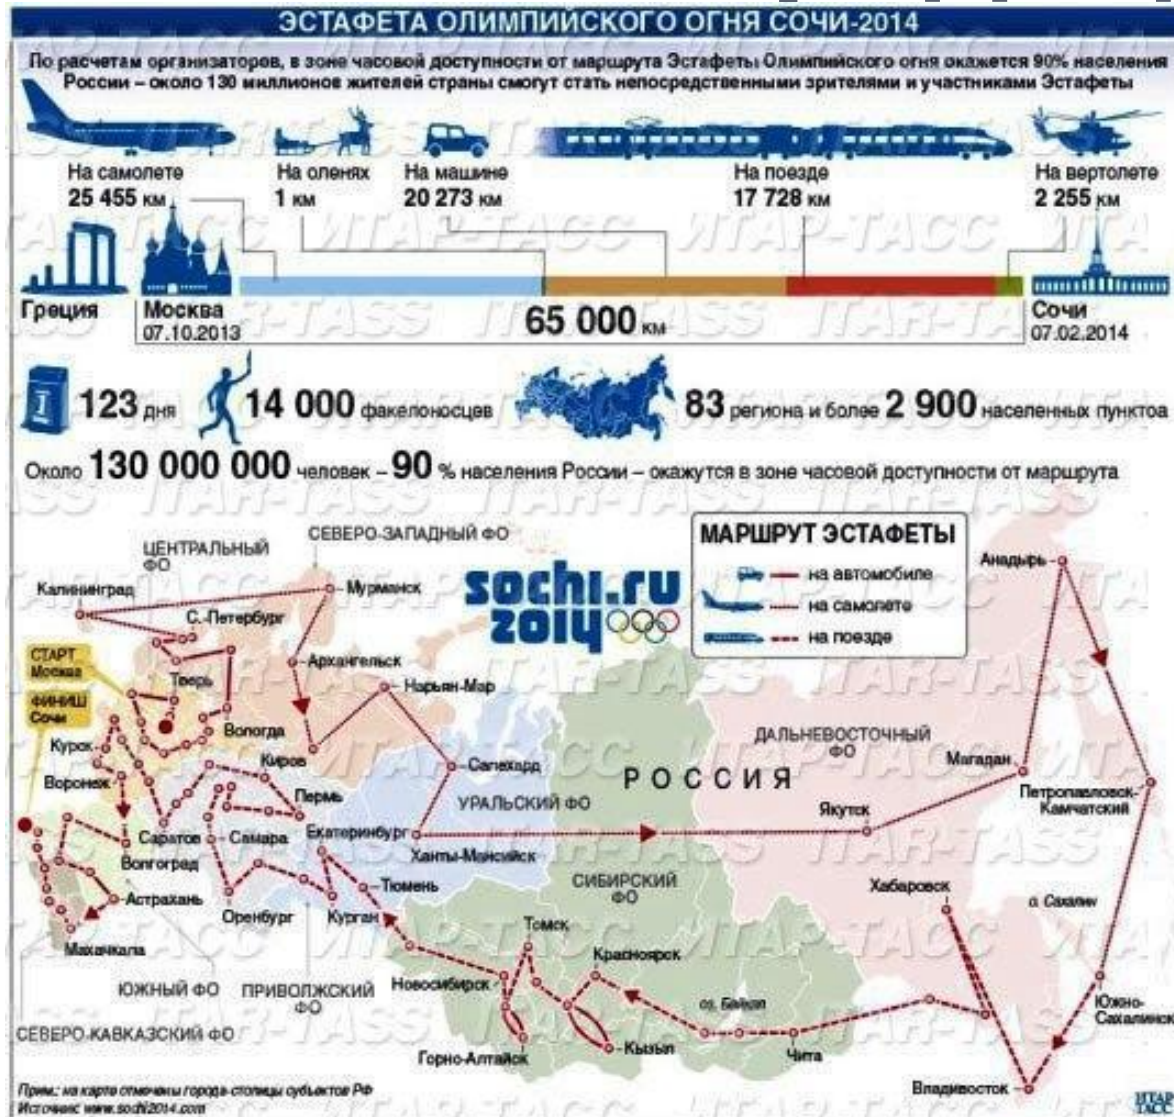 ЭСТАФЕТА ОЛИМПИЙСКОГО ОГНЯ СОЧИ-2014
По расчетам организаторов, в зоне часовой доступности от маршрута Эстафеты Олимпийского огня окажется 90% населения
России – около 130 миллионов жителей страны смогут стать непосредственными зрителями и участниками Эстафеты
На самолете
25 455 км
На оленях
1 км
На машине
20 273 км
На поезде
17 728 км
На вертолете
2 255 км
Греция
Москва
07.10.2013
65 000 км
Сочи
07.02.2014
123 дня
14 000 факелоносцев
83 региона и более 2 900 населенных пунктов
Около 130 000 000 человек – 90 % населения России – окажутся в зоне часовой доступности от маршрута
МАРШРУТ ЭСТАФЕТЫ
на автомобиле
на самолете
на поезде
sochi.ru
2014
СЕВЕРО-ЗАПАДНЫЙ ФО
ЦЕНТРАЛЬНЫЙ
ФО
Калининград
Мурманск
С.-Петербург
Анадырь
СТАРТ
Москва
Архангельск
Тверь
Нарьян-Мар
ФИНИШ
Сочи
Вологда
Курск
Киров
Воронеж
Салехард
ДАЛЬНЕВОСТОЧНЫЙ
ФО
Магадан
РОССИЯ
Пермь
УРАЛЬСКИЙ ФО
Петропавловск-
Камчатский
Якутск
Саратов
Самара
Екатеринбург
Ханты-Мансийск
Волгоград
СИБИРСКИЙ
ФО
Тюмень
Хабаровск
о. Сахалин
Астрахань
Оренбург
Курган
Томск
Махачкала
Красноярск
Новосибирск
ЮЖНЫЙ ФО
ПРИВОЛЖСКИЙ
ФО
оз. Байкал
Южно-
Сахалинск
СЕВЕРО-КАВКАЗСКИЙ ФО
Горно-Алтайск
Кызыл
Чита
Владивосток
Прим.: на карте отмечены города-столицы субъектов РФ
Источник: www.sochi2014.com
ИТАР
ТАСС